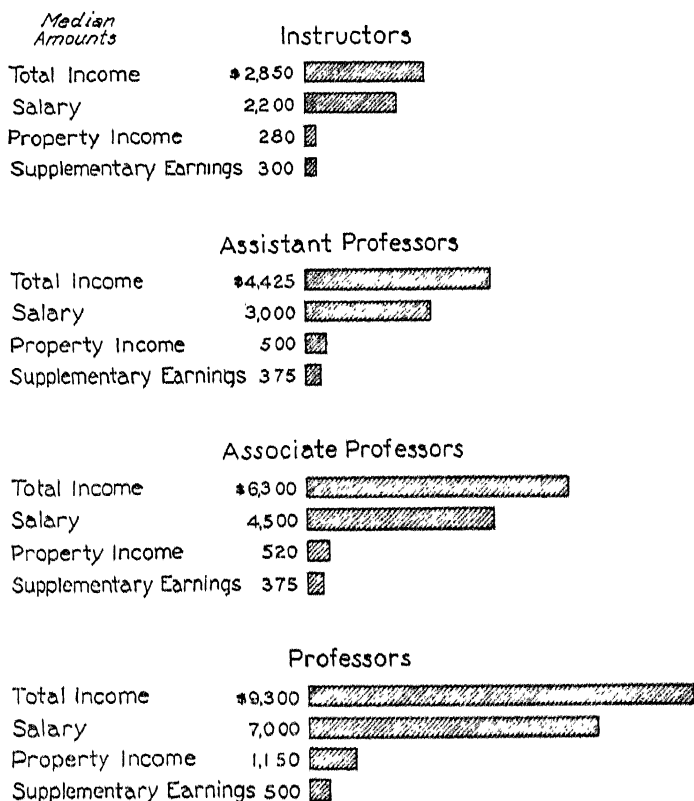 Median
Amounts
Instructors
Total Income $2,850
Salary 2,200
Property Income 280
Supplementary Earnings 300
Assistant Professors
Total Income $4,425
Salary 3,000
Property Income 500
Supplementary Earnings 375
Associate Professors
Total Income $6,300
Salary 4,500
Property Income 520
Supplementary Earnings 375
Professors
Total Income $9,300
Salary 7,000
Property Income 1,150
Supplementary Earnings 500